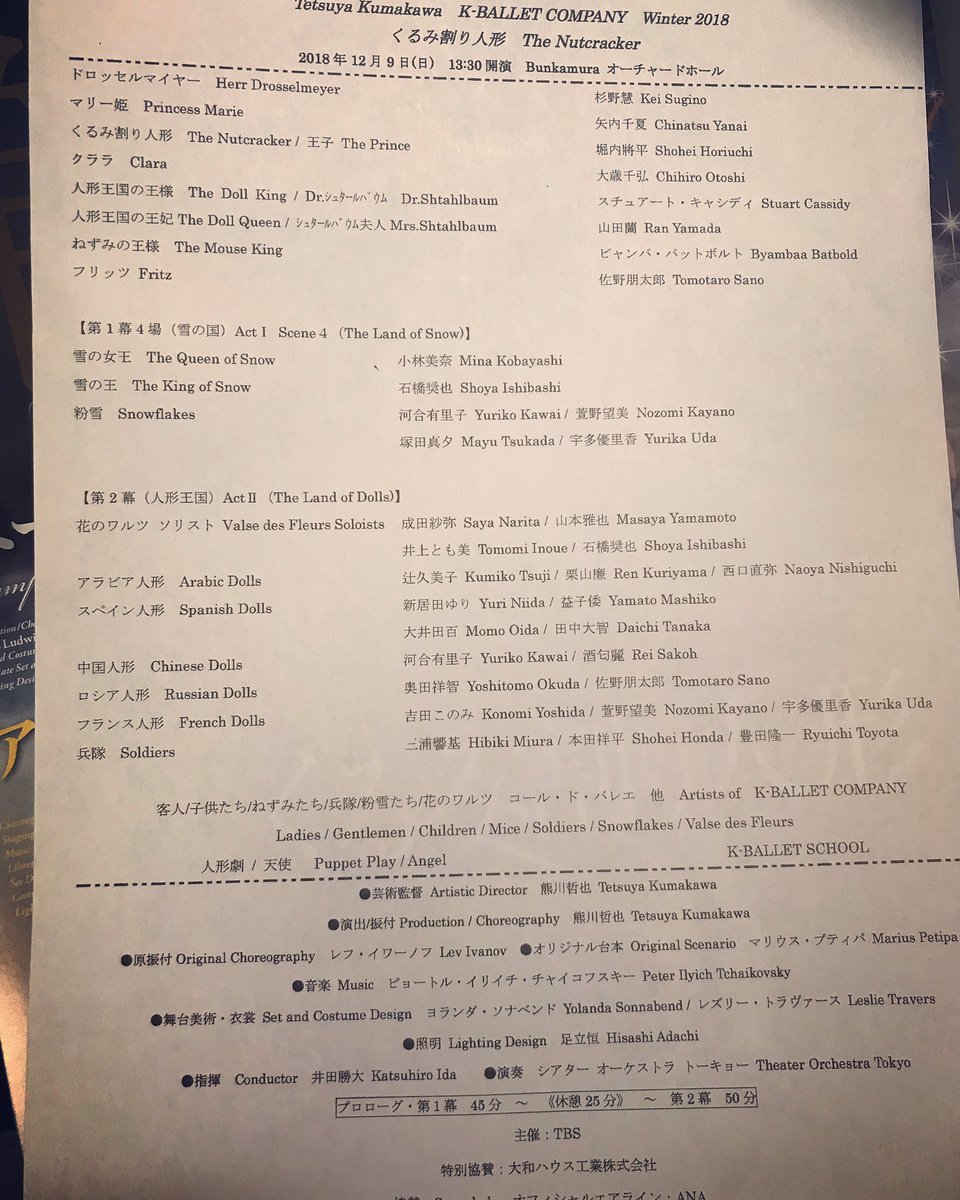 Tetsuya Kumakawa K-BALLET COMPANY Winter 2018
くるみ割り人形 The Nutcracker
2018年12月9日(日) 13:30開演 Bunkamura オーチャードホール
ドロッセルマイヤー Herr Drosselmeyer 杉野慧 Kei Sugino
マリー姫 Princess Marie 矢内千夏 Chinatsu Yanai
くるみ割り人形 The Nutcracker / 王子 The Prince 堀内將平 Shohei Horiuchi
クララ Clara 大歳千弘 Chihiro Otoshi
人形王国の王様 The Doll King / Dr.ｼｭﾀｰﾙﾊﾞｳﾑ Dr.Shtahlbaum スチュアート・キャシディ Stuart Cassidy
人形王国の王妃 The Doll Queen / ｼｭﾀｰﾙﾊﾞｳﾑ夫人 Mrs.Shtahlbaum 山田蘭 Ran Yamada
ねずみの王様 The Mouse King ビャンバ・バットボルト Byambaa Batbold
フリッツ Fritz 佐野朋太郎 Tomotaro Sano
【第1幕4場（雪の国）Act I Scene 4 （The Land of Snow)】
雪の女王 The Queen of Snow 小林美奈 Mina Kobayashi
雪の王 The King of Snow 石橋奨也 Shoya Ishibashi
粉雪 Snowflakes 河合有里子 Yuriko Kawai / 萱野望美 Nozomi Kayano
塚田真夕 Mayu Tsukada / 宇多優里香 Yurika Uda
【第2幕（人形王国）Act II （The Land of Dolls)】
花のワルツ ソリスト Valse des Fleurs Soloists 成田紗弥 Saya Narita / 山本雅也 Masaya Yamamoto
井上とも美 Tomomi Inoue / 石橋奨也 Shoya Ishibashi
アラビア人形 Arabic Dolls 辻久美子 Kumiko Tsuji / 栗山廉 Ren Kuriyama / 西口直弥 Naoya Nishiguchi
スペイン人形 Spanish Dolls 新居田ゆり Yuri Niida / 益子倭 Yamato Mashiko
大井田百 Momo Oida / 田中大智 Daichi Tanaka
中国人形 Chinese Dolls 河合有里子 Yuriko Kawai / 酒匂麗 Rei Sakoh
ロシア人形 Russian Dolls 奥田祥智 Yoshitomo Okuda / 佐野朋太郎 Tomotaro Sano
フランス人形 French Dolls 吉田このみ Konomi Yoshida / 萱野望美 Nozomi Kayano / 宇多優里香 Yurika Uda
兵隊 Soldiers 三浦響基 Hibiki Miura / 本田祥平 Shohei Honda / 豊田隆一 Ryuichi Toyota
客人/子供たち/ねずみたち/兵隊/粉雪たち/花のワルツ コール・ド・バレエ 他 Artists of K-BALLET COMPANY
Ladies / Gentlemen / Children / Mice / Soldiers / Snowflakes / Valse des Fleurs
人形劇 / 天使 Puppet Play / Angel K-BALLET SCHOOL
●芸術監督 Artistic Director 熊川哲也 Tetsuya Kumakawa
●演出/振付 Production / Choreography 熊川哲也 Tetsuya Kumakawa
●原振付 Original Choreography レフ・イワーノフ Lev Ivanov ●オリジナル台本 Original Scenario マリウス・プティパ Marius Petipa
●音楽 Music ピョートル・イリイチ・チャイコフスキー Peter Ilyich Tchaikovsky
●舞台美術・衣裳 Set and Costume Design ヨランダ・ソナベンド Yolanda Sonnabend / レズリー・トラヴァース Leslie Travers
●照明 Lighting Design 足立恒 Hisashi Adachi
●指揮 Conductor 井田勝大 Katsuhiro Ida ●演奏 シアター オーケストラ トーキョー Theater Orchestra Tokyo
プロローグ・第1幕 45分 ～ 《休憩25分》 ～ 第2幕 50分
主催：TBS
特別協賛：大和ハウス工業株式会社
オフィシャルエアライン：ANA